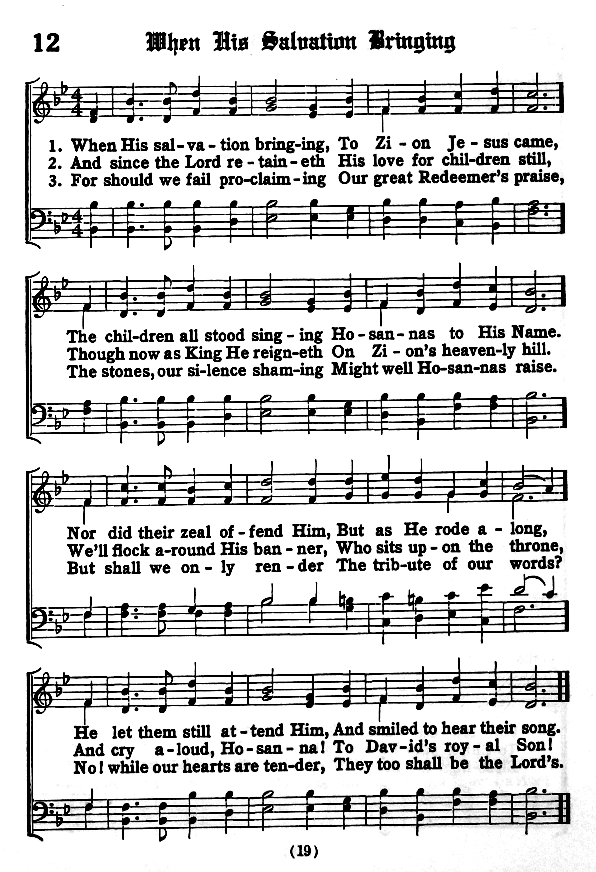 12 When His Salvation Bringing
4
4
1. When His sal-va-tion bring-ing, To Zi-on Je-sus came,
2. And since the Lord re-tain-eth His love for chil-dren still,
3. For should we fail pro-claim-ing Our great Redeemer's praise,
4
4
The chil-dren all stood sing-ing Ho-san-nas to His Name.
Though now as King He reign-eth On Zi-on's heaven-ly hill.
The stones, our si-lence sham-ing Might well Ho-san-nas raise.
Nor did their zeal of-fend Him, But as He rode a-long,
We'll flock a-round His ban-ner, Who sits up-on the throne,
But shall we on-ly ren-der The trib-ute of our words?
He let them still at-tend Him, And smiled to hear their song.
And cry a-loud, Ho-san-na! To Dav-id's roy-al Son!
No! while our hearts are ten-der, They too shall be the Lord's.
(19)